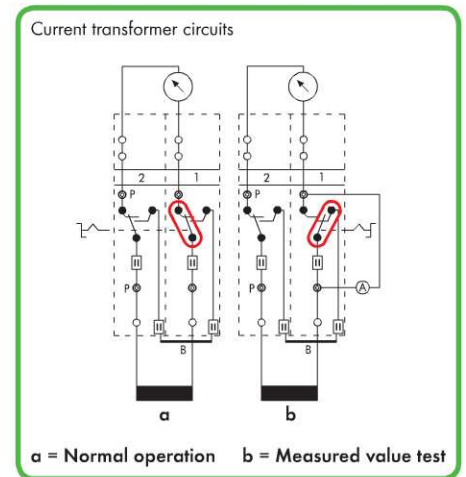 Current transformer circuits
2 1 2 1
P P
P P A
B B
a b
a = Normal operation b = Measured value test